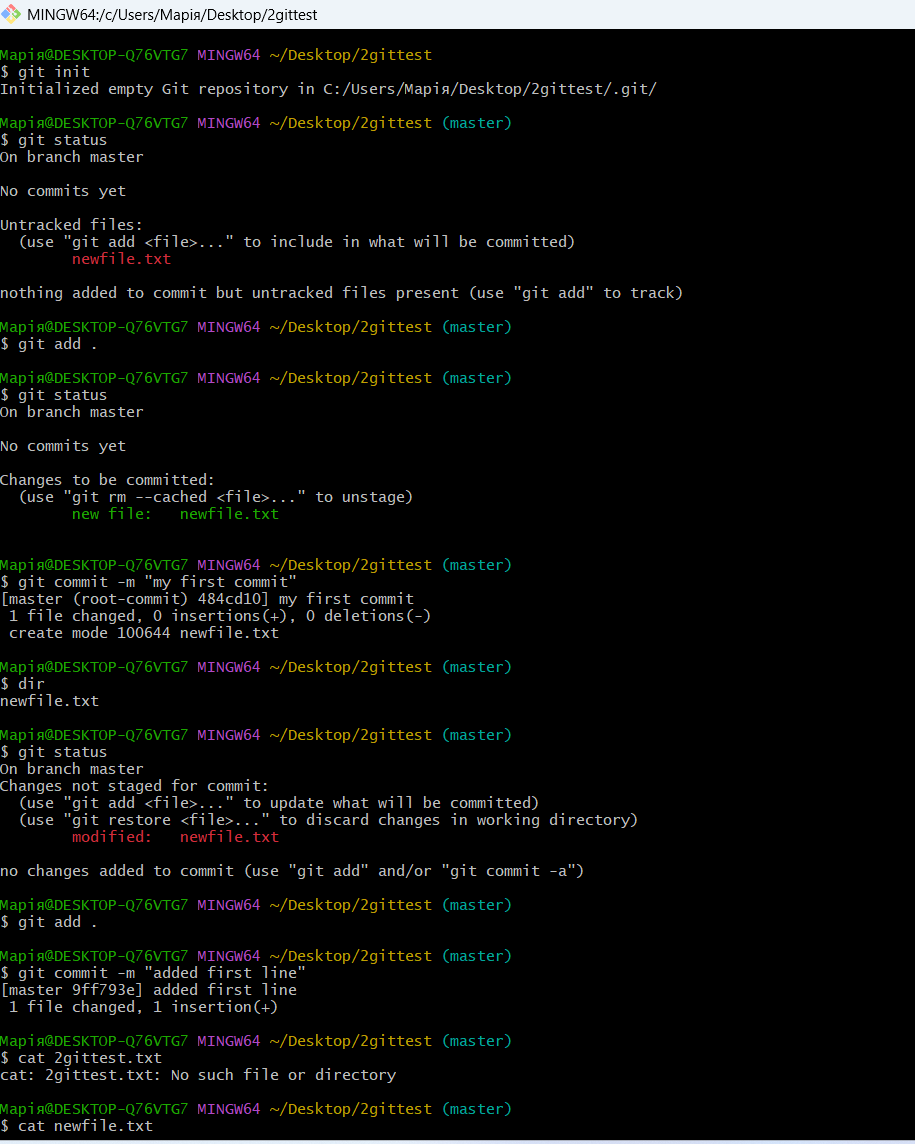 MINGW64:/c/Users/Марія/Desktop/2gittest
Марія@DESKTOP-Q76VTG7 MINGW64 ~/Desktop/2gittest
$ git init
Initialized empty Git repository in C:/Users/Марія/Desktop/2gittest/.git/
Марія@DESKTOP-Q76VTG7 MINGW64 ~/Desktop/2gittest (master)
$ git status
On branch master
No commits yet
Untracked files:
  (use "git add <file>..." to include in what will be committed)
        newfile.txt
nothing added to commit but untracked files present (use "git add" to track)
Марія@DESKTOP-Q76VTG7 MINGW64 ~/Desktop/2gittest (master)
$ git add .
Марія@DESKTOP-Q76VTG7 MINGW64 ~/Desktop/2gittest (master)
$ git status
On branch master
No commits yet
Changes to be committed:
  (use "git rm --cached <file>..." to unstage)
        new file:   newfile.txt
Марія@DESKTOP-Q76VTG7 MINGW64 ~/Desktop/2gittest (master)
$ git commit -m "my first commit"
[master (root-commit) 484cd10] my first commit
 1 file changed, 0 insertions(+), 0 deletions(-)
 create mode 100644 newfile.txt
Марія@DESKTOP-Q76VTG7 MINGW64 ~/Desktop/2gittest (master)
$ dir
newfile.txt
Марія@DESKTOP-Q76VTG7 MINGW64 ~/Desktop/2gittest (master)
$ git status
On branch master
Changes not staged for commit:
  (use "git add <file>..." to update what will be committed)
  (use "git restore <file>..." to discard changes in working directory)
        modified:   newfile.txt
no changes added to commit (use "git add" and/or "git commit -a")
Марія@DESKTOP-Q76VTG7 MINGW64 ~/Desktop/2gittest (master)
$ git add .
Марія@DESKTOP-Q76VTG7 MINGW64 ~/Desktop/2gittest (master)
$ git commit -m "added first line"
[master 9ff793e] added first line
 1 file changed, 1 insertion(+)
Марія@DESKTOP-Q76VTG7 MINGW64 ~/Desktop/2gittest (master)
$ cat 2gittest.txt
cat: 2gittest.txt: No such file or directory
Марія@DESKTOP-Q76VTG7 MINGW64 ~/Desktop/2gittest (master)
$ cat newfile.txt